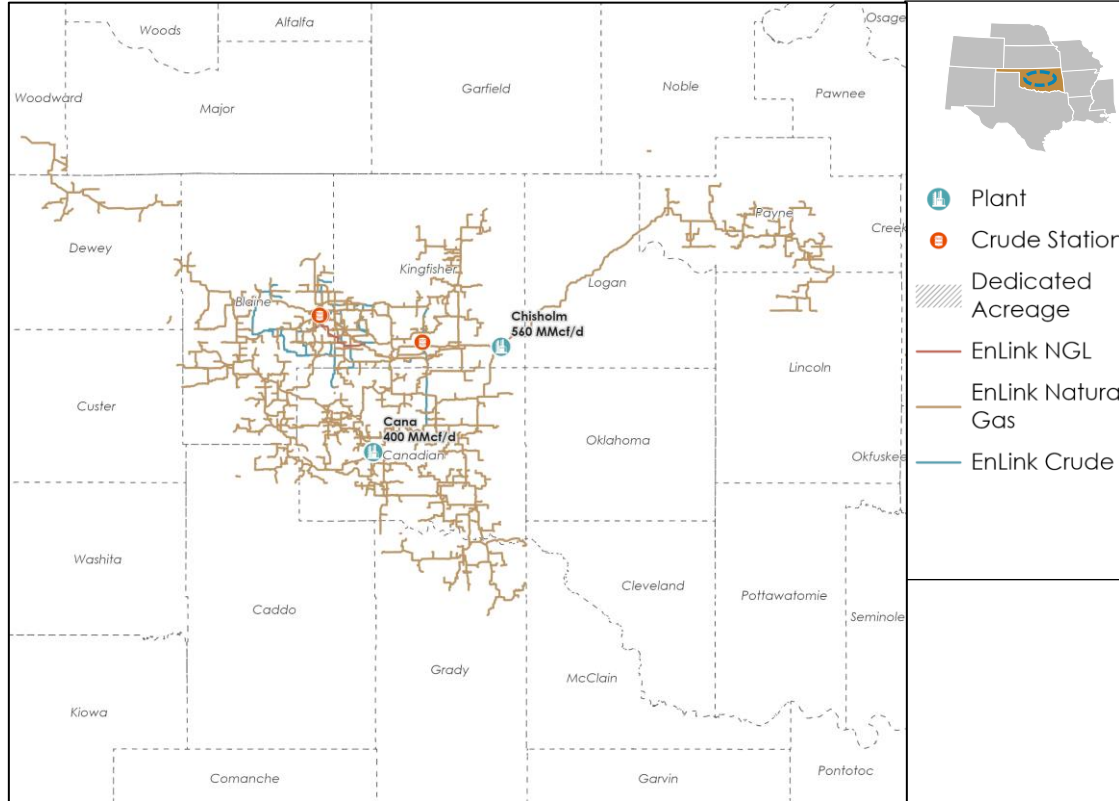 Alfalfa
Woods
Osage
Woodward
Major
Garfield
Noble
Pawnee
Dewey
Kingfisher
Payne
Creek
Blaine
Logan
Chisholm
560 MMcf/d
Lincoln
Custer
Cana
400 MMcf/d
Canadian
Oklahoma
Okfuskee
Washita
Caddo
Cleveland
Pottawatomie
Seminole
Grady
McClain
Kiowa
Comanche
Garvin
Pontotoc
Plant
Crude Station
Dedicated
Acreage
EnLink NGL
EnLink Natura
Gas
EnLink Crude